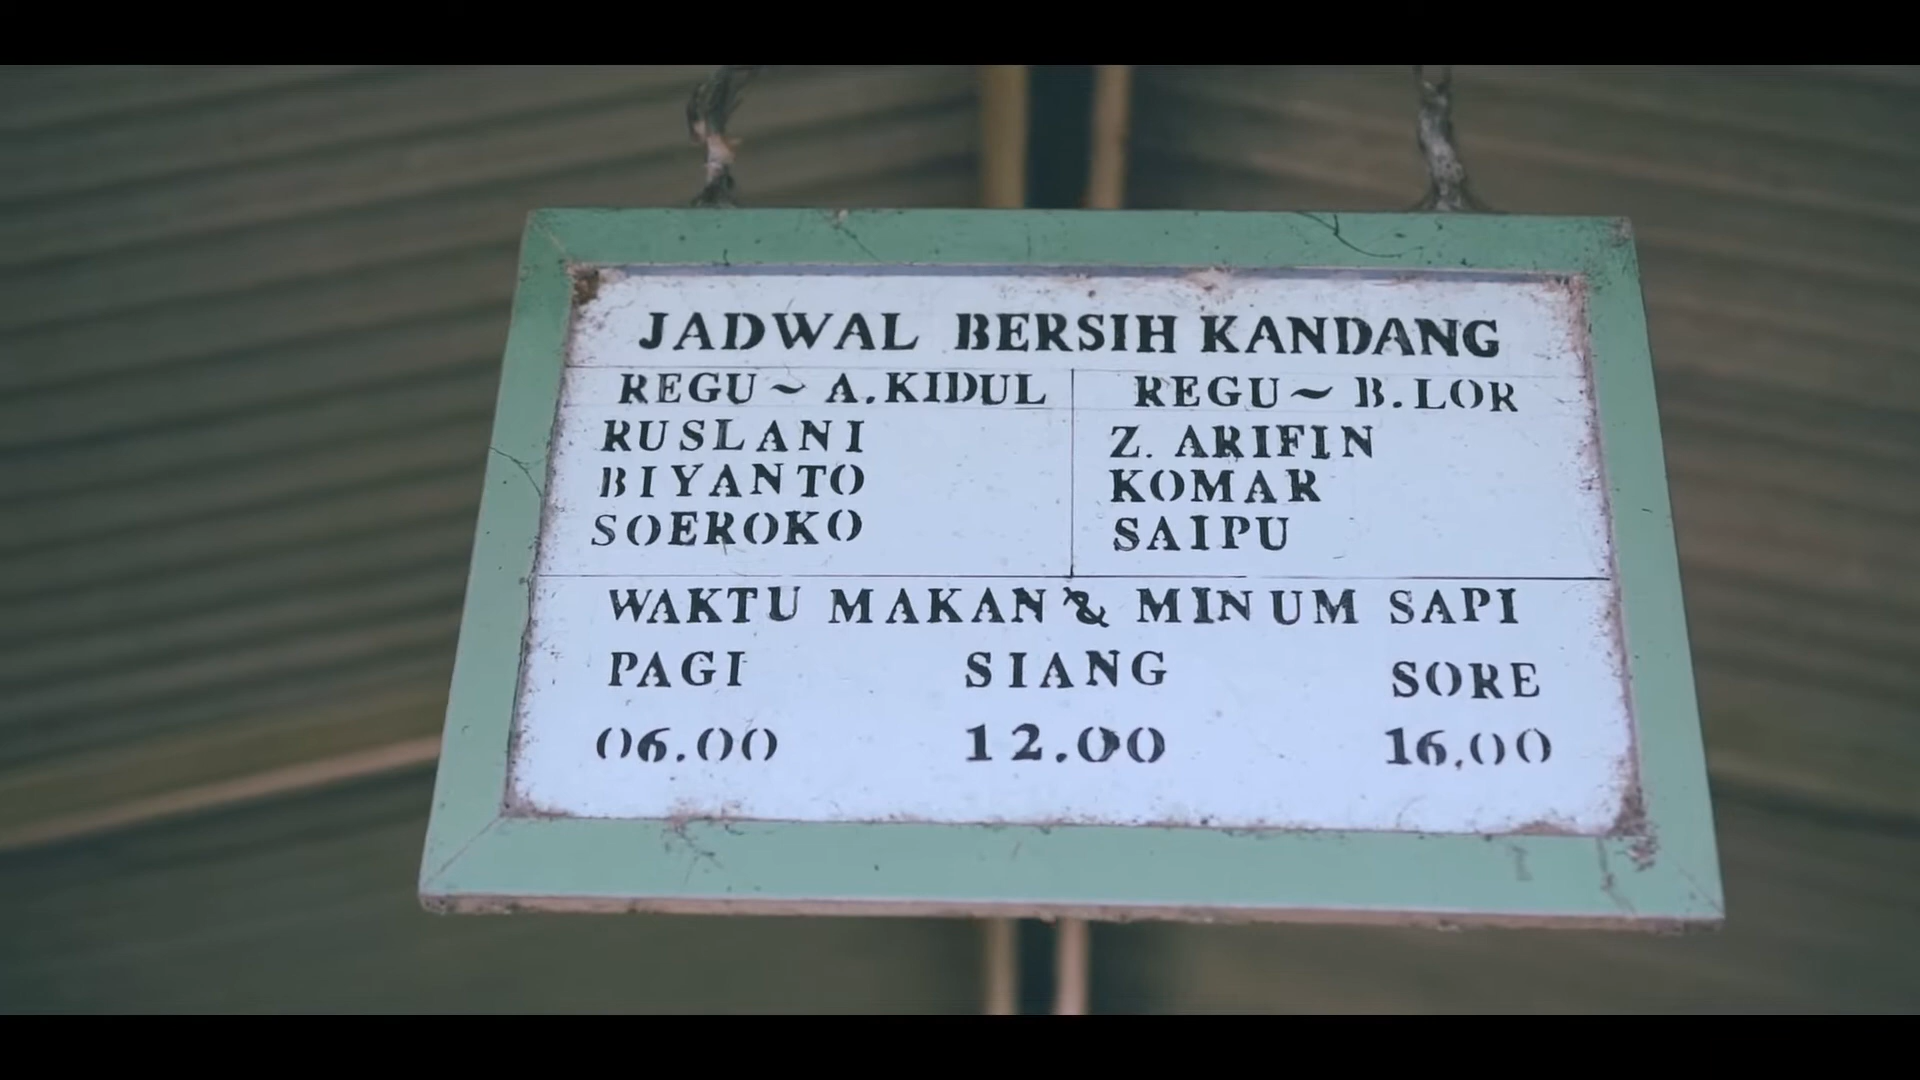 JADWAL BERSIH KANDANG
REGU ~ A. KIDUL
RUSLANI
BIYANTO
SOEROKO
REGU ~ B. LOR
Z. ARIFIN
KOMAR
SAIPU
WAKTU MAKAN & MINUM SAPI
PAGI SIANG SORE
06.00 12.00 16.00